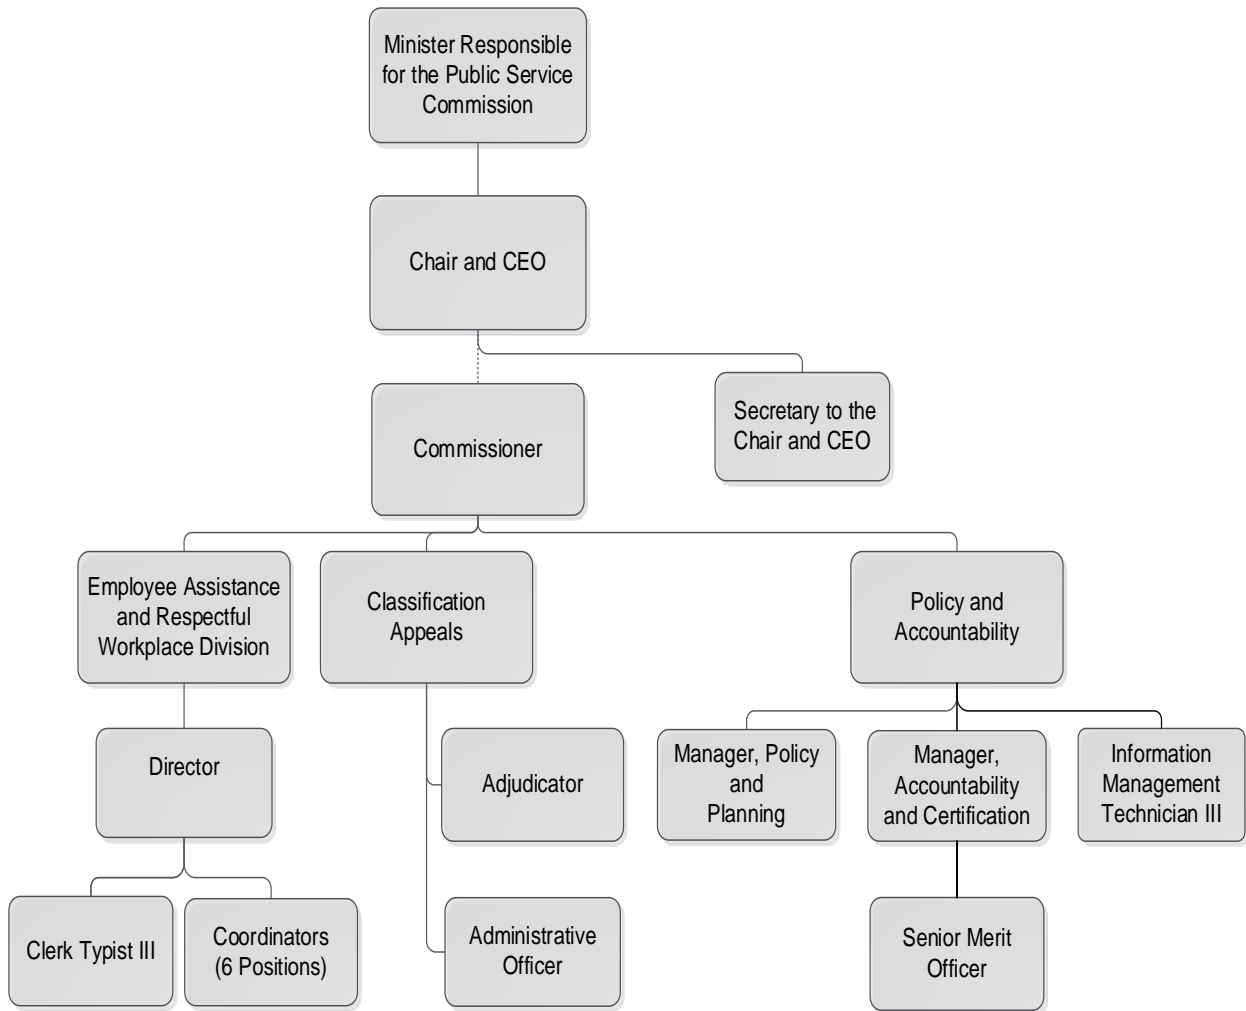 Minister Responsible
for the Public Service
Commission
Chair and CEO
Commissioner
Secretary to the
Chair and CEO
Employee Assistance
and Respectful
Workplace Division
Classification
Appeals
Policy and
Accountability
Director
Adjudicator
Manager, Policy
and
Planning
Manager,
Accountability
and Certification
Information
Management
Technician III
Clerk Typist III
Coordinators
(6 Positions)
Administrative
Officer
Senior Merit
Officer